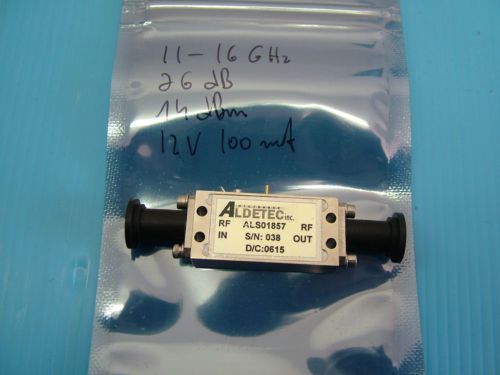 11-16 GHz
26 dB
14 dBm
12V 100 mA
MICROWAVE
ALDETEC inc.
RF ALS01857 RF
IN S/N: 038 OUT
D/C:0615